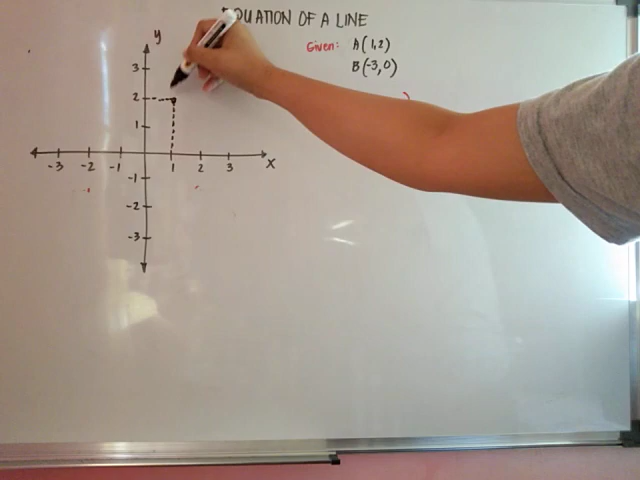 EQUATION OF A LINE
Given: A(1,2)
B(-3,0)
y
3
2
1
-3 -2 -1 1 2 3 x
-1
-2
-3